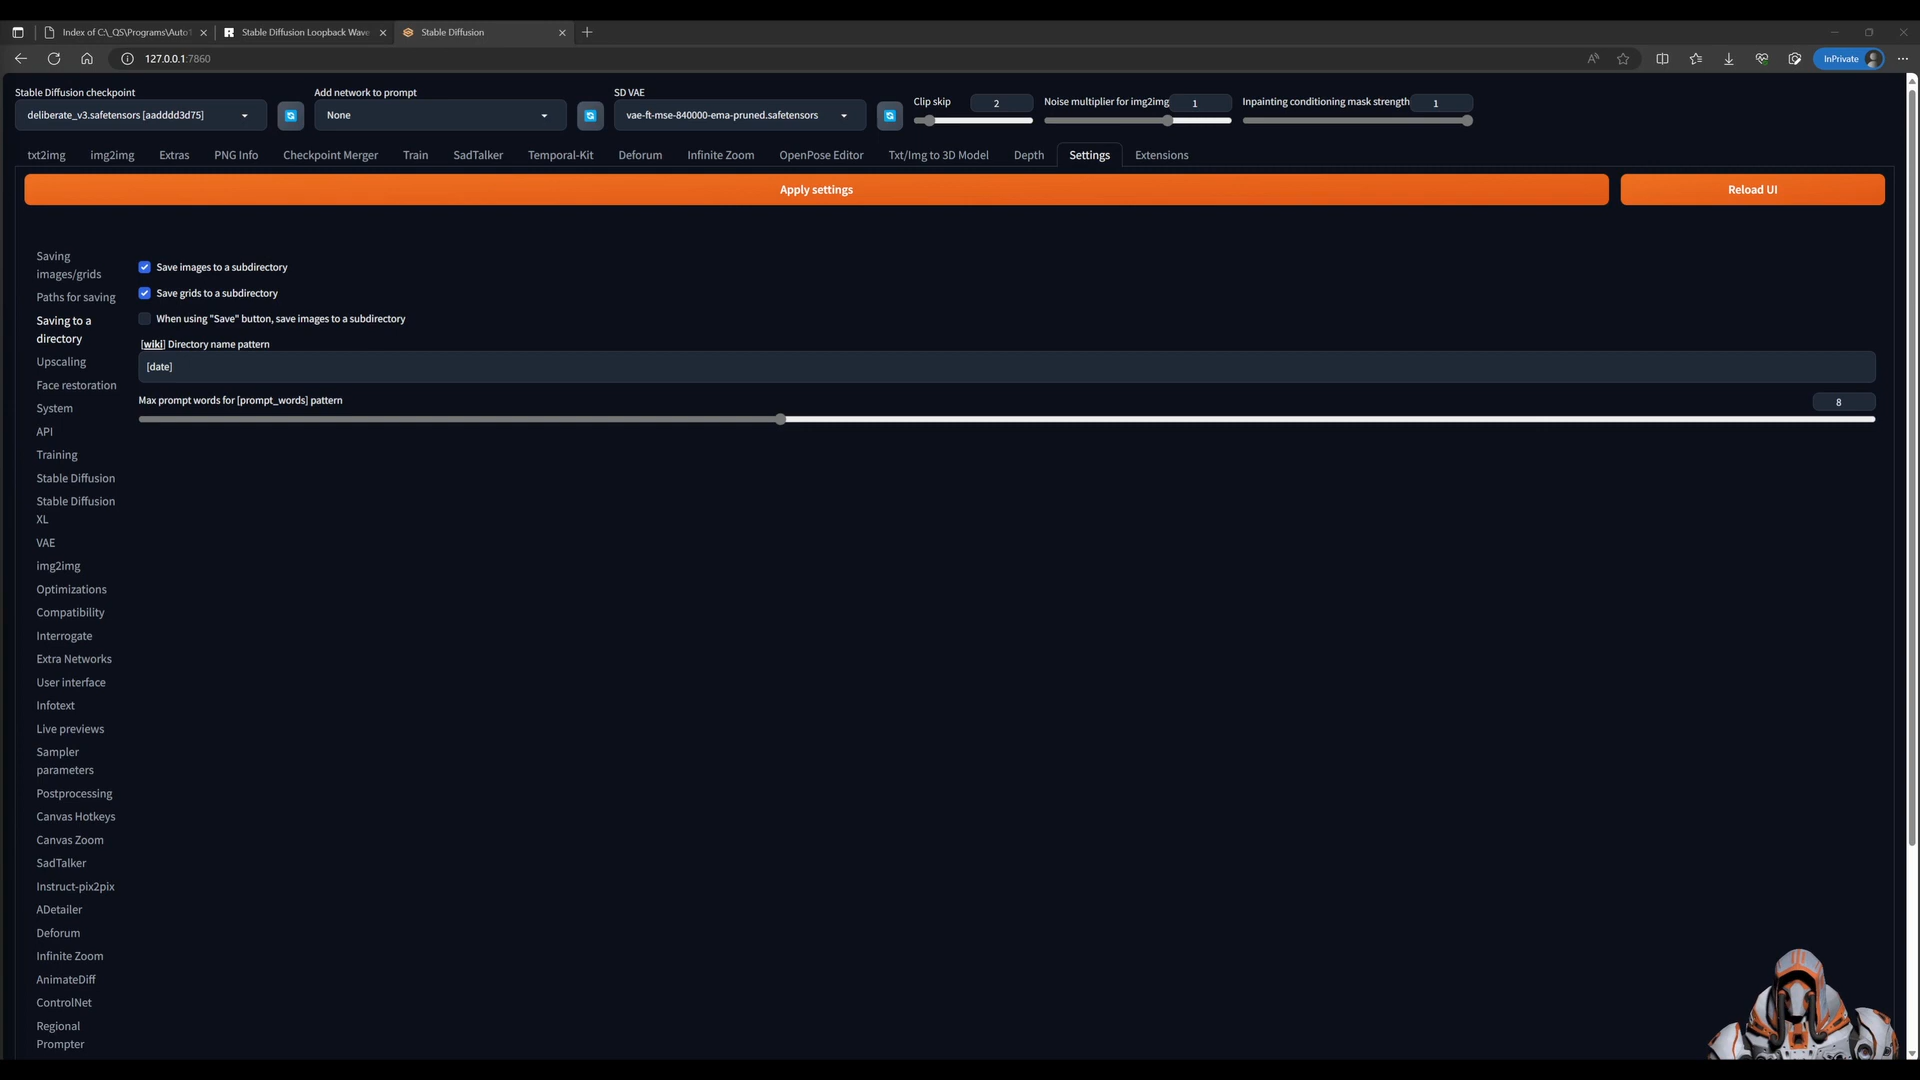 Index of C:\_QS\Programs\Auto1
Stable Diffusion Loopback Wave
Stable Diffusion
127.0.0.1:7860
InPrivate
Stable Diffusion checkpoint
Add network to prompt
SD VAE
Clip skip
2
Noise multiplier for img2img
1
Inpainting conditioning mask strength
1
deliberate_v3.safetensors [aadddd3d75]
None
vae-ft-mse-840000-ema-pruned.safetensors
txt2img
img2img
Extras
PNG Info
Checkpoint Merger
Train
SadTalker
Temporal-Kit
Deforum
Infinite Zoom
OpenPose Editor
Txt/Img to 3D Model
Depth
Settings
Extensions
Apply settings
Reload UI
Saving
images/grids
Paths for saving
Saving to a
directory
Upscaling
Face restoration
System
API
Training
Stable Diffusion
Stable Diffusion
XL
VAE
img2img
Optimizations
Compatibility
Interrogate
Extra Networks
User interface
Infotext
Live previews
Sampler
parameters
Postprocessing
Canvas Hotkeys
Canvas Zoom
SadTalker
Instruct-pix2pix
ADetailer
Deforum
Infinite Zoom
AnimateDiff
ControlNet
Regional
Prompter
Save images to a subdirectory
Save grids to a subdirectory
When using "Save" button, save images to a subdirectory
[wiki] Directory name pattern
[date]
Max prompt words for [prompt_words] pattern
8